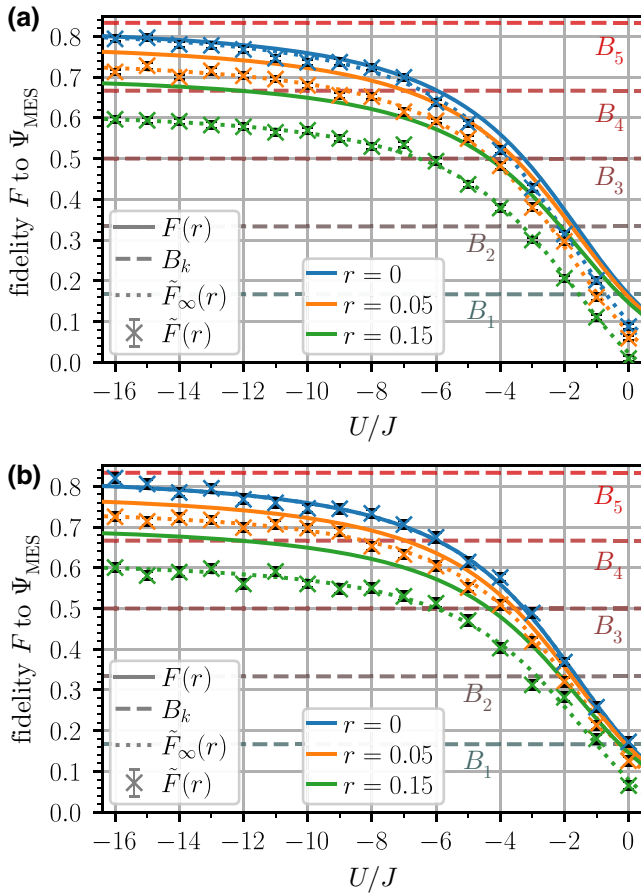 (a)
fidelity F to Ψ_MES
0.8
0.7
0.6
0.5
0.4
0.3
0.2
0.1
0.0
B_5
B_4
B_3
B_2
B_1
F(r)
B_k
F̃_∞(r)
F̃(r)
r = 0
r = 0.05
r = 0.15
−16 −14 −12 −10 −8 −6 −4 −2 0
U/J
(b)
fidelity F to Ψ_MES
0.8
0.7
0.6
0.5
0.4
0.3
0.2
0.1
0.0
B_5
B_4
B_3
B_2
B_1
F(r)
B_k
F̃_∞(r)
F̃(r)
r = 0
r = 0.05
r = 0.15
−16 −14 −12 −10 −8 −6 −4 −2 0
U/J